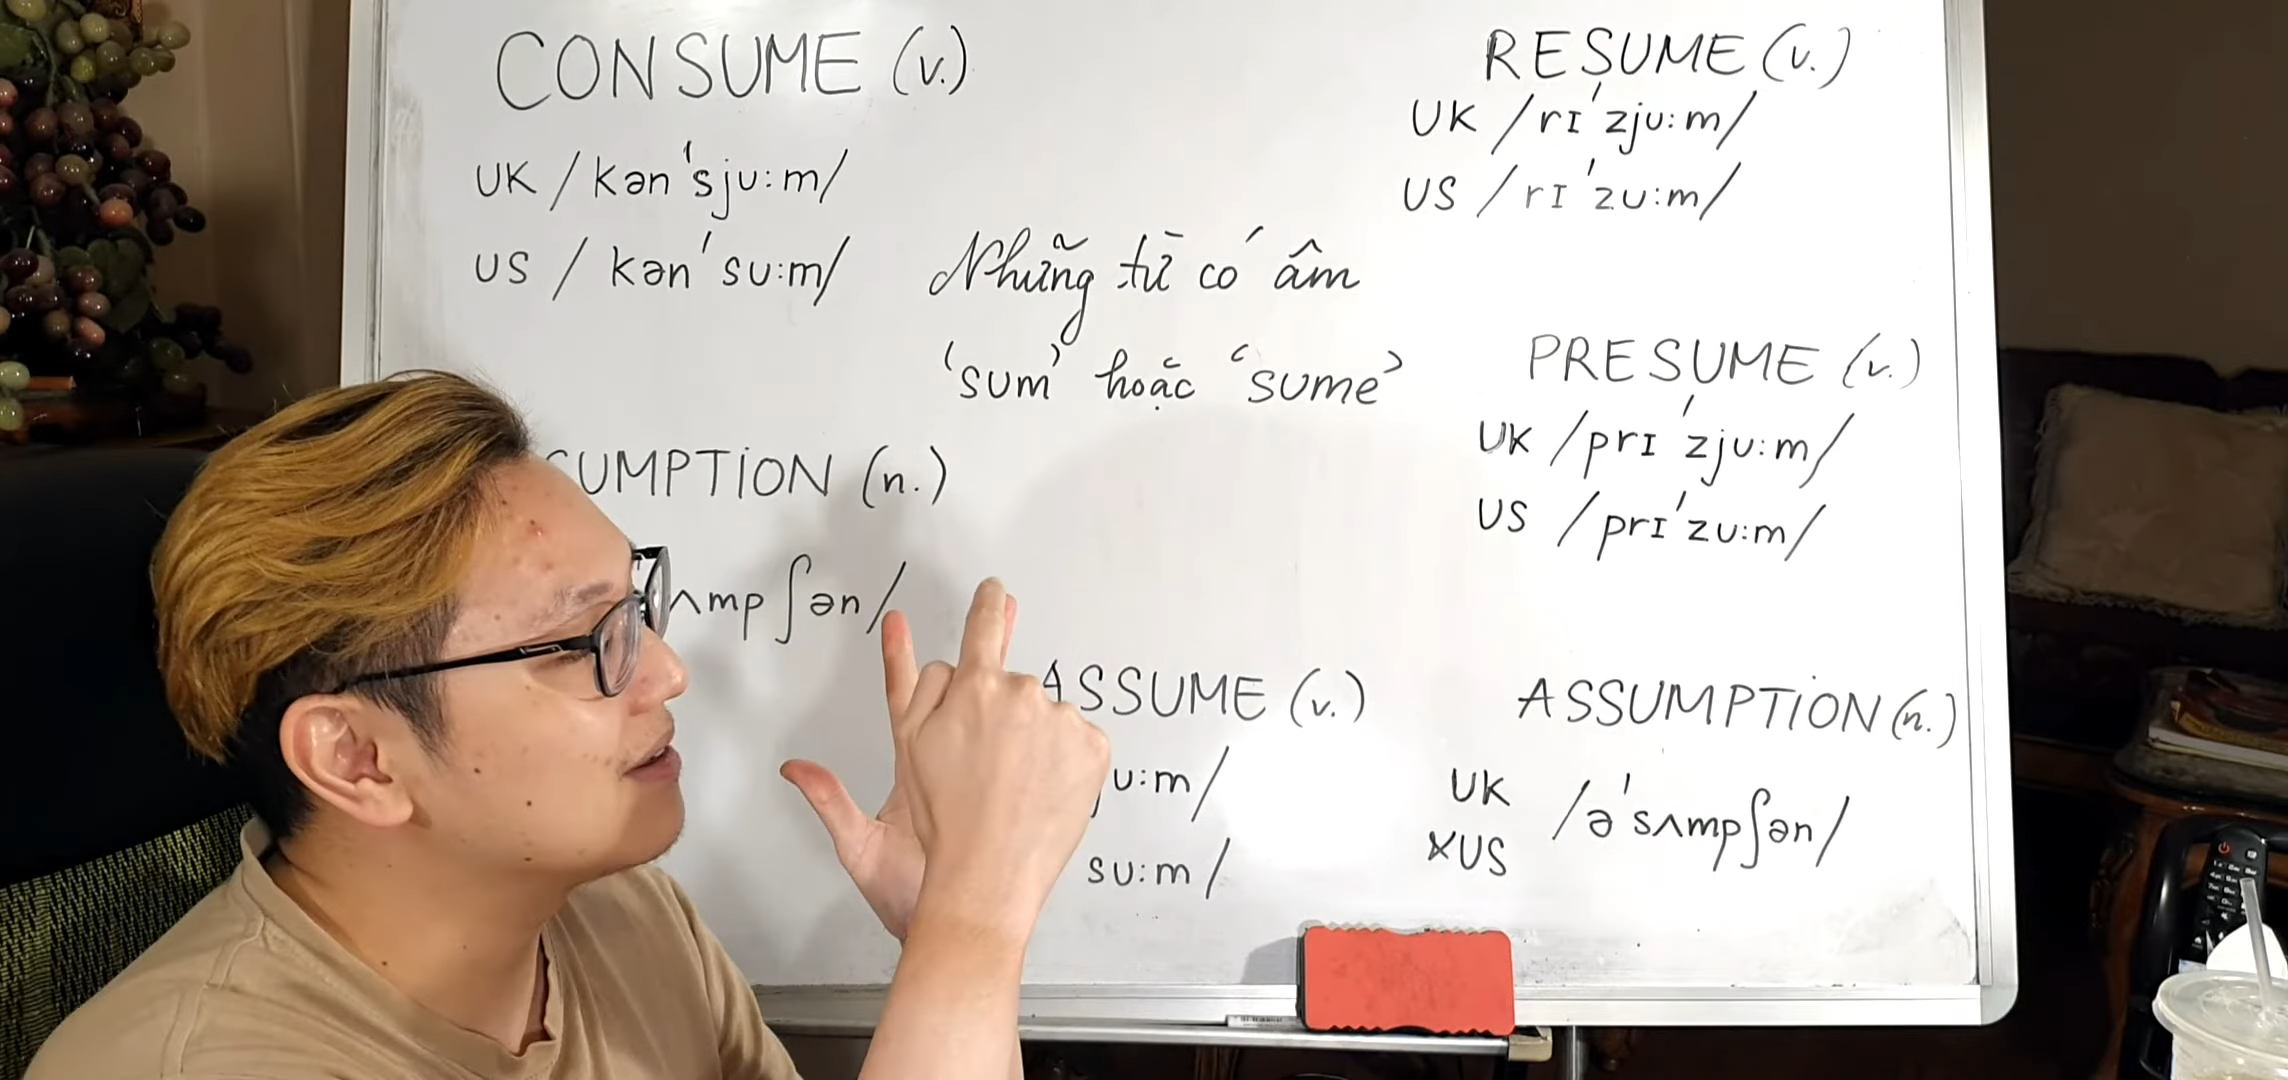 CONSUME (v.)
UK /kən'sju:m/
US /kən'su:m/
Những từ có âm
'sum' hoặc 'sume'
SUMPTION (n.)
ʌmpʃən/
RESUME (v.)
UK /rɪ'zju:m/
US /rɪ'zu:m/
PRESUME (v.)
UK /prɪ'zju:m/
US /prɪ'zu:m/
ASSUME (v.)
ju:m/
su:m/
ASSUMPTION (n.)
UK
US
/ə'sʌmpʃən/